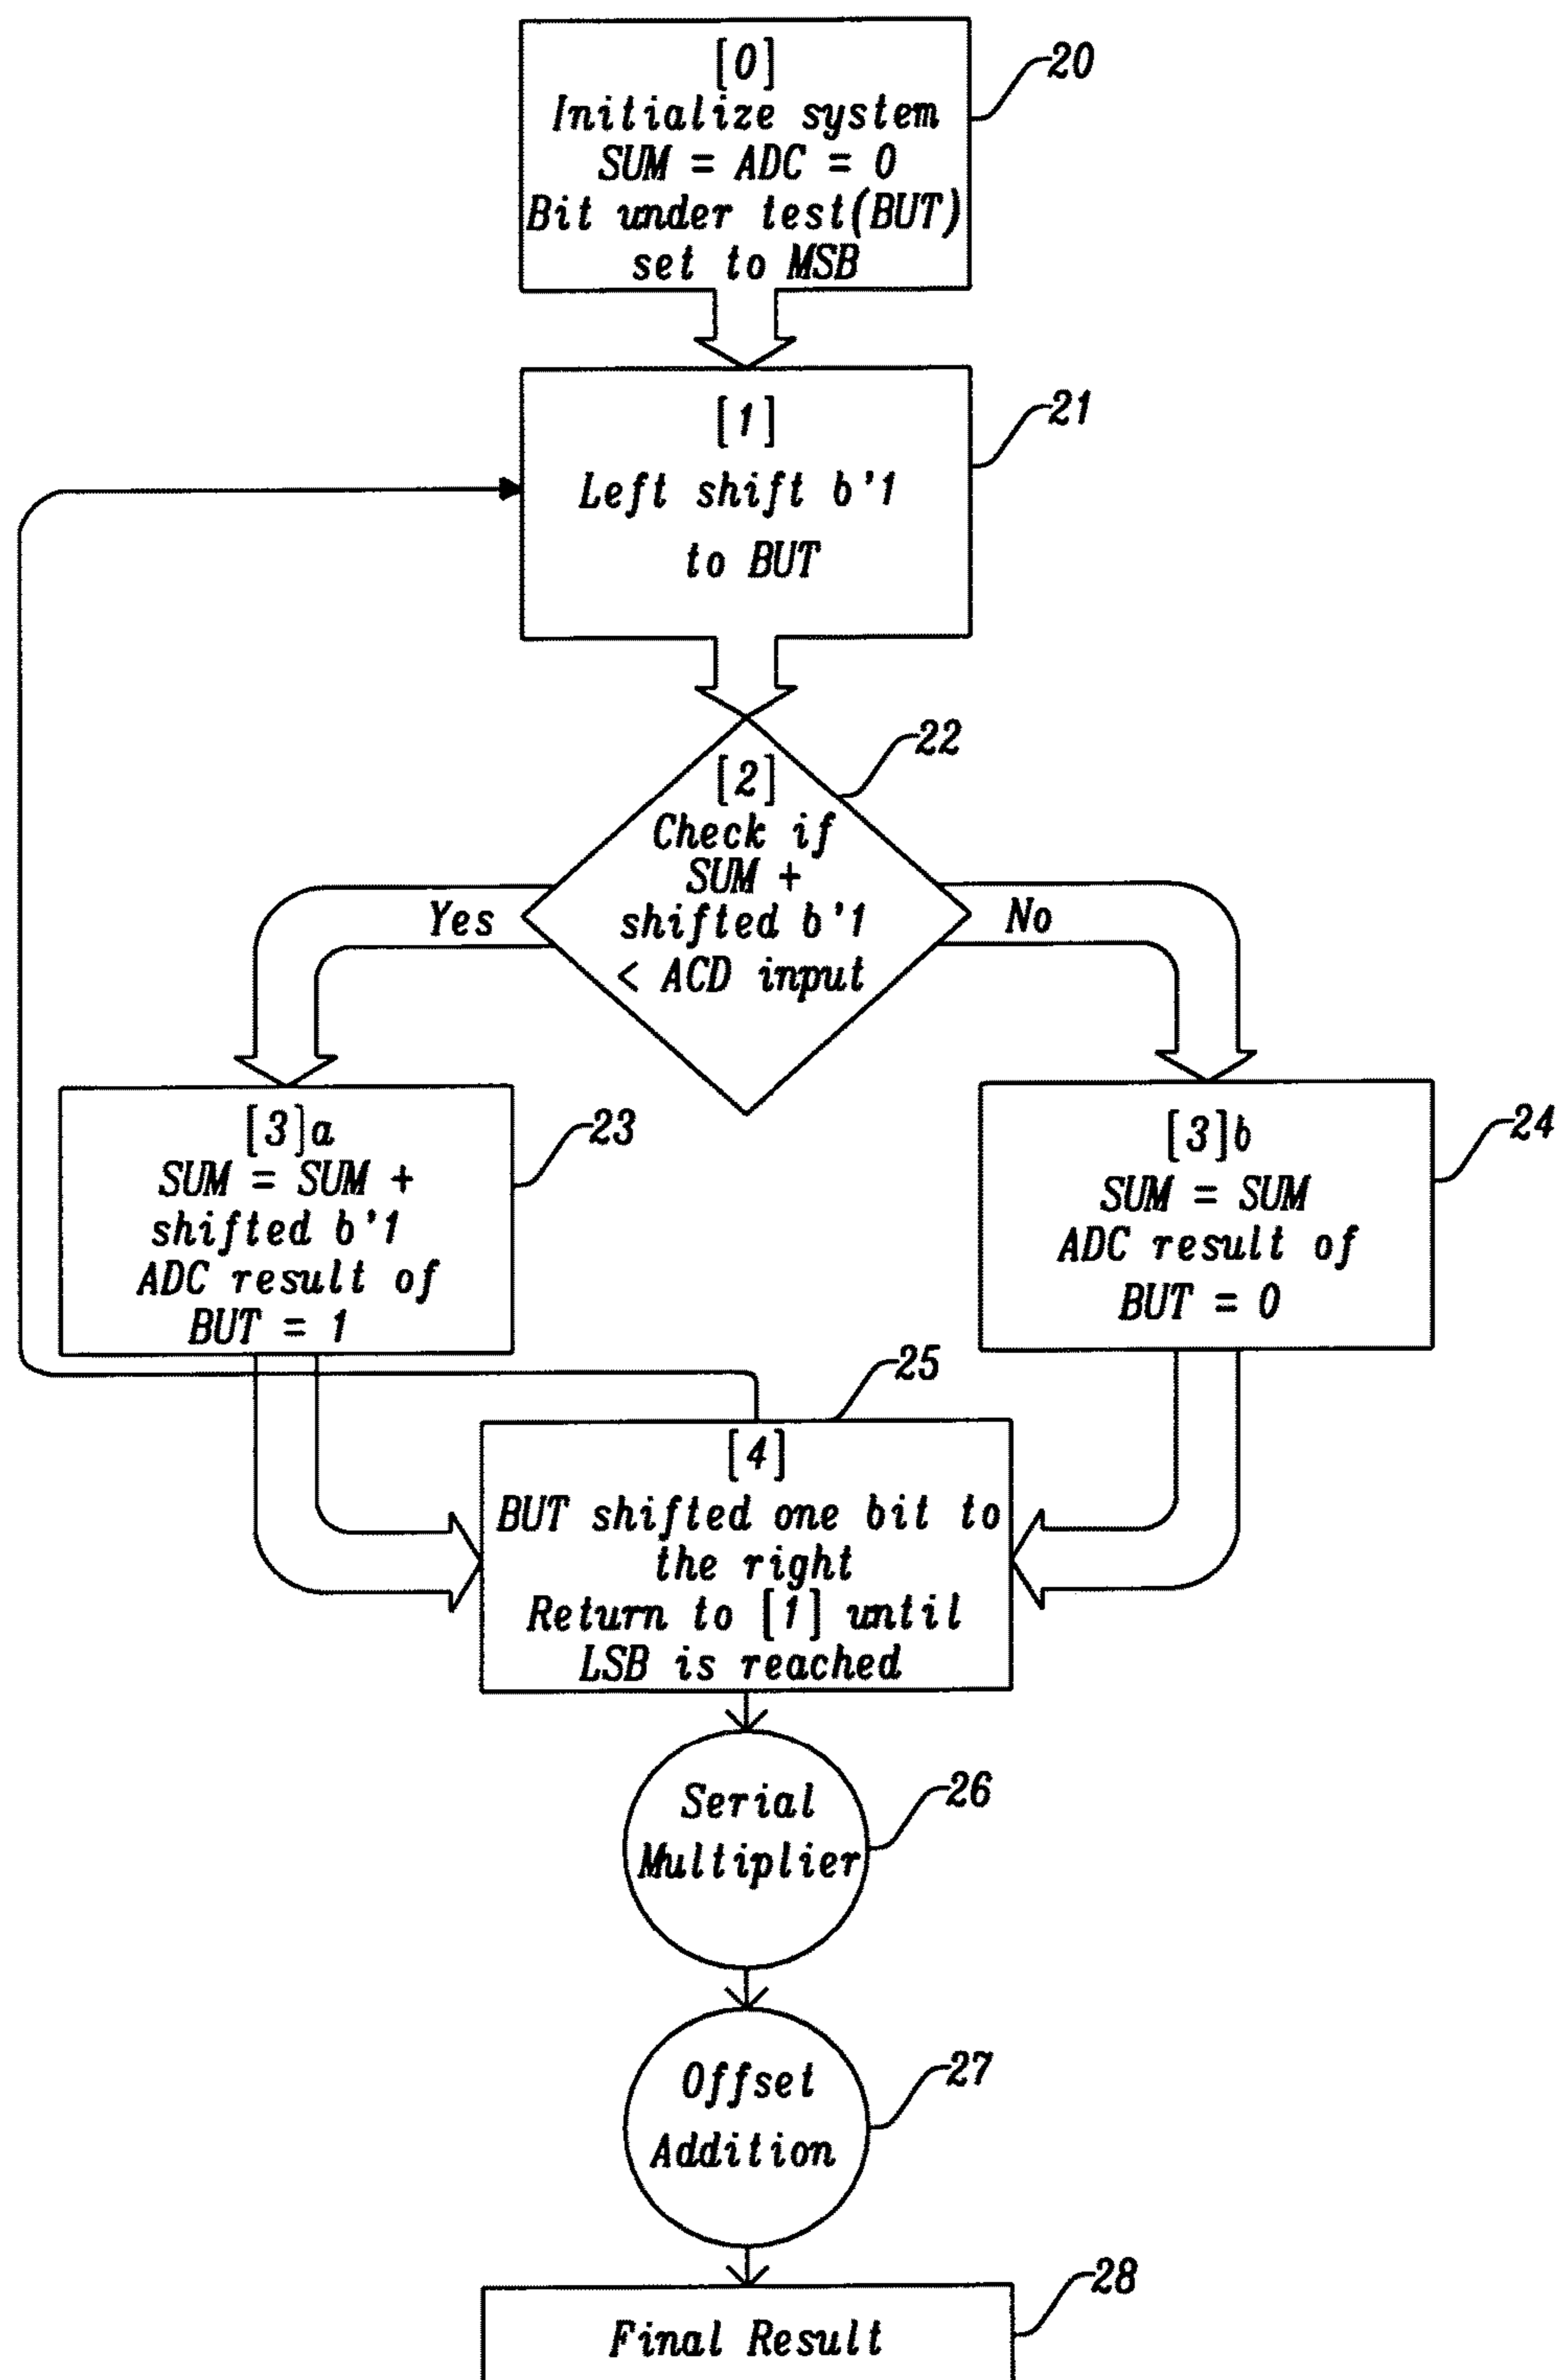 [0]
20
Initialize system
SUM = ADC = 0
Bit under test(BUT)
set to MSB
[1]
21
Left shift b'1
to BUT
22
[2]
Check if
SUM +
shifted b'1
< ACD input
Yes
No
[3]a
23
SUM = SUM +
shifted b'1
ADC result of
BUT = 1
[3]b
24
SUM = SUM
ADC result of
BUT = 0
25
[4]
BUT shifted one bit to
the right
Return to [1] until
LSB is reached
Serial
Multiplier
26
Offset
Addition
27
28
Final Result